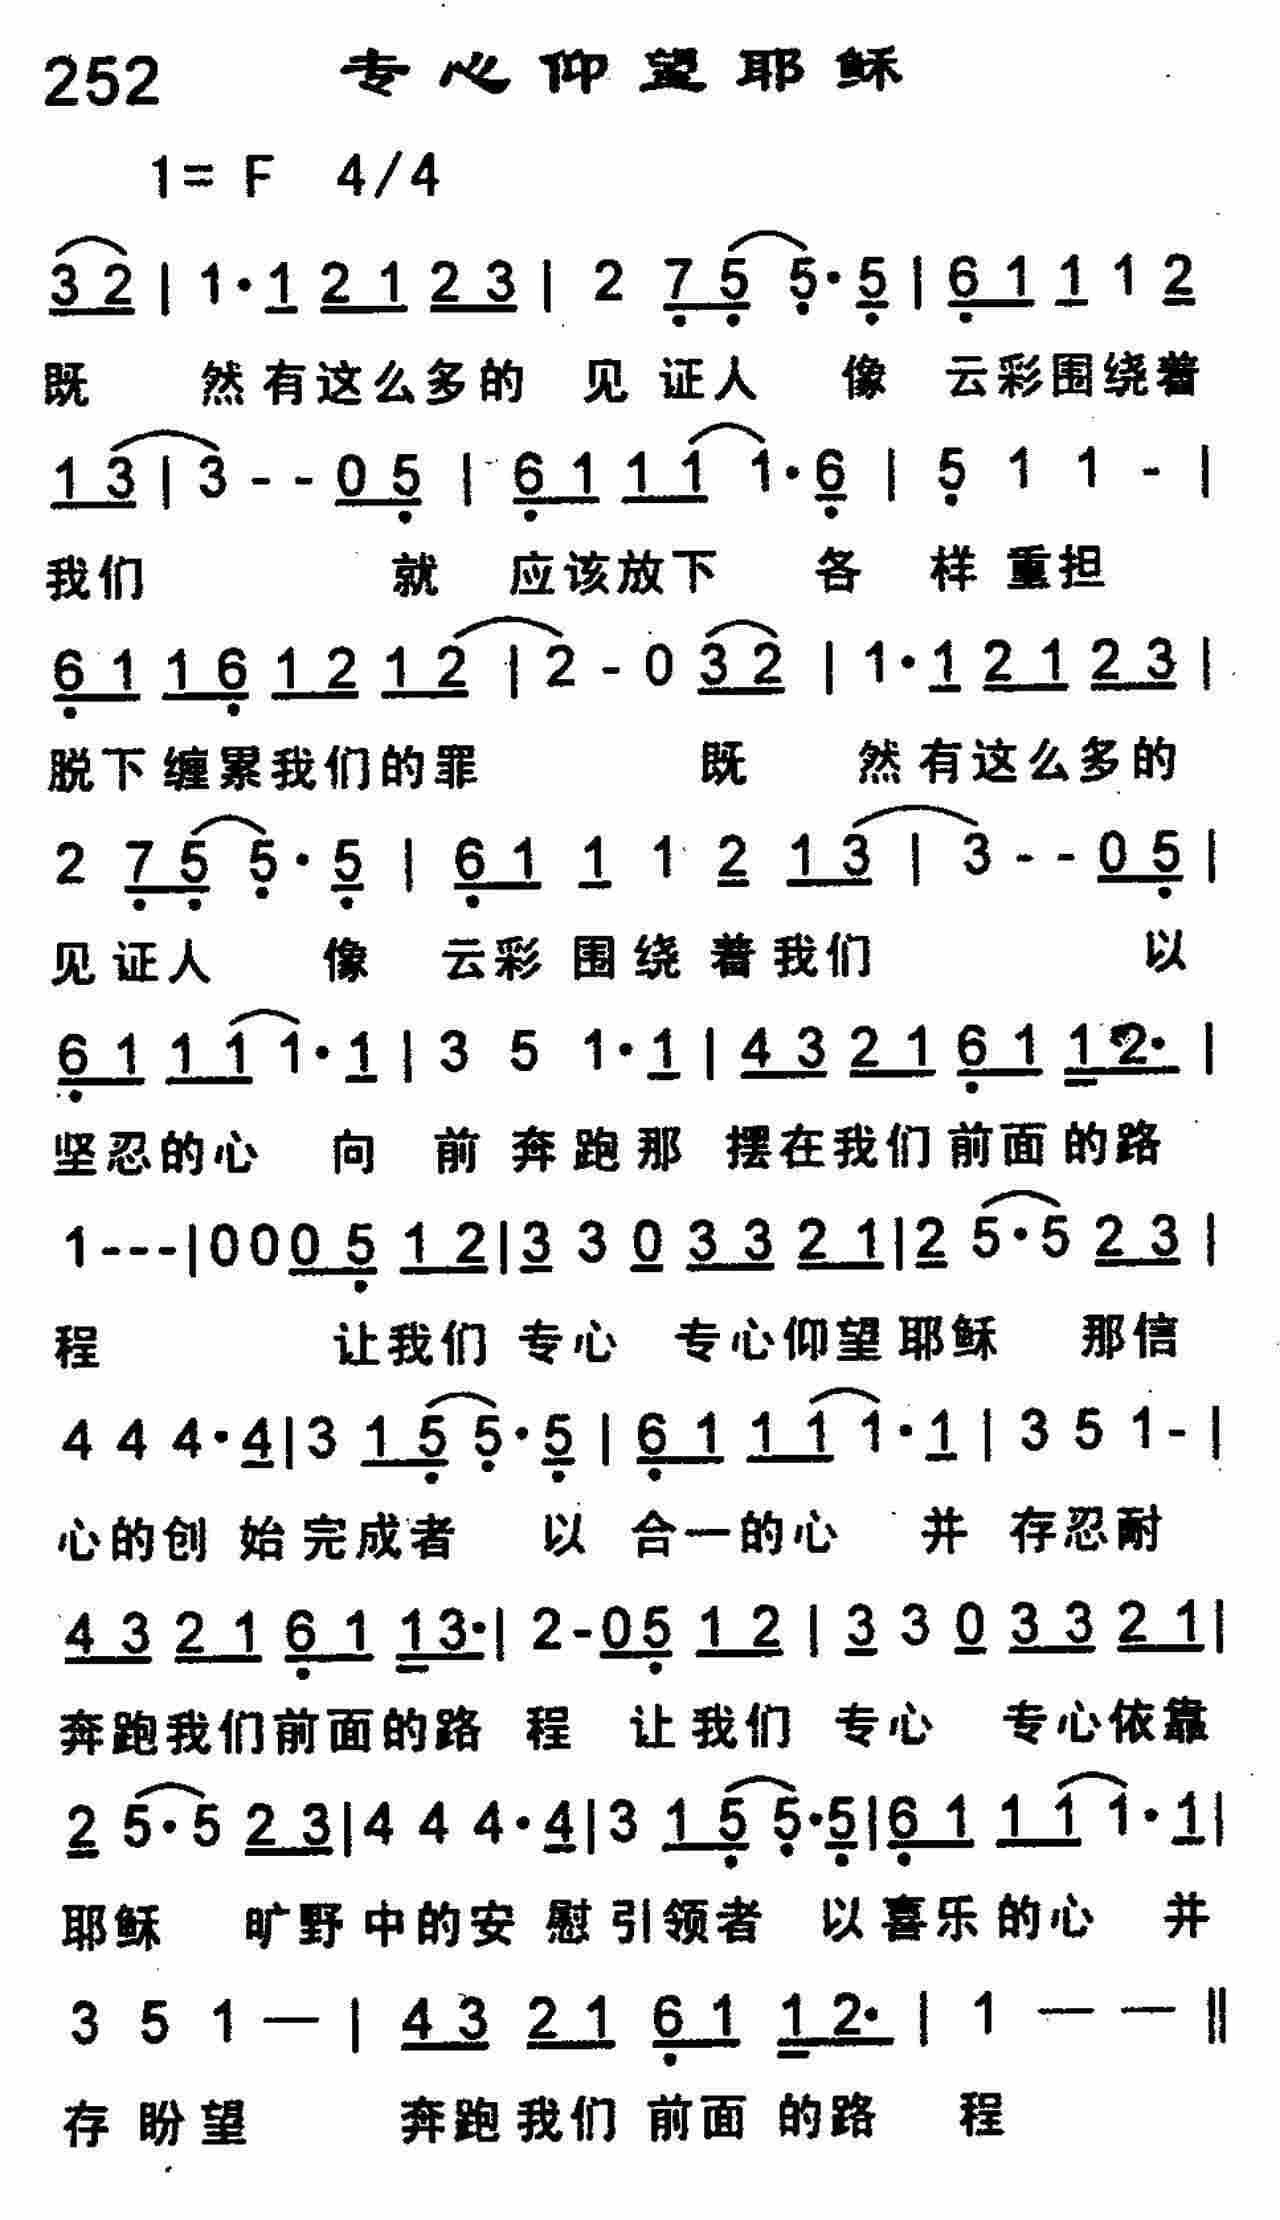 252 专心仰望耶稣
1= F 4/4
3 2 | 1· 1 2 1 2 3 | 2 7 5 5· 5 | 6 1 1 1 2
既 然有这么多的 见 证人 像 云彩围绕着
1 3 | 3 - - 0 5 | 6 1 1 1 1· 6 | 5 1 1 - |
我们 就 应该放下 各 样 重担
6 1 1 6 1 2 1 2 | 2 - 0 3 2 | 1· 1 2 1 2 3 |
脱下缠累我们的罪 既 然有这么多的
2 7 5 5· 5 | 6 1 1 1 2 1 3 | 3 - - 0 5 |
见 证人 像 云彩 围 绕 着 我们 以
6 1 1 1 1· 1 | 3 5 1· 1 | 4 3 2 1 6 1 1 2· |
坚忍的心 向 前 奔 跑 那 摆在我们 前面 的路
1 - - - | 0 0 0 5 1 2 | 3 3 0 3 3 2 1 | 2 5· 5 2 3 |
程 让我们 专心 专心仰望 耶稣 那信
4 4 4· 4 | 3 1 5 5· 5 | 6 1 1 1 1· 1 | 3 5 1 - |
心的创 始 完成者 以 合一的心 并 存忍耐
4 3 2 1 6 1 1 3· | 2 - 0 5 1 2 | 3 3 0 3 3 2 1 |
奔跑我们前面的路 程 让 我们 专心 专心依靠
2 5· 5 2 3 | 4 4 4· 4 | 3 1 5 5· 5 | 6 1 1 1 1· 1 |
耶稣 旷野 中的安 慰 引领者 以 喜乐 的心 并
3 5 1 — | 4 3 2 1 6 1 1 2· | 1 — — ‖
存 盼 望 奔跑 我们 前面 的路 程